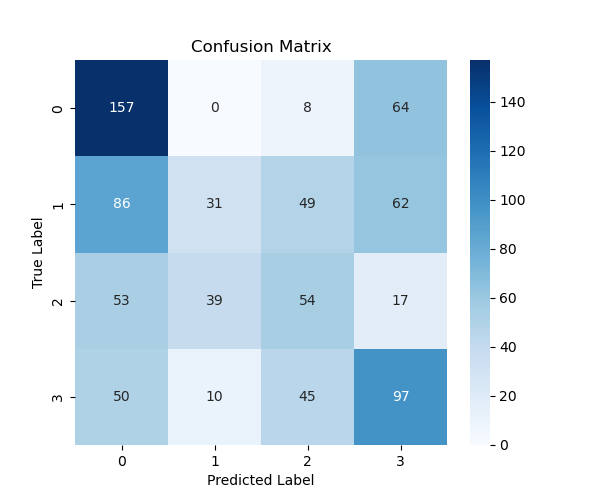 Confusion Matrix
0 157 0 8 64
1 86 31 49 62
2 53 39 54 17
3 50 10 45 97
0 1 2 3
True Label
Predicted Label
140
120
100
80
60
40
20
0